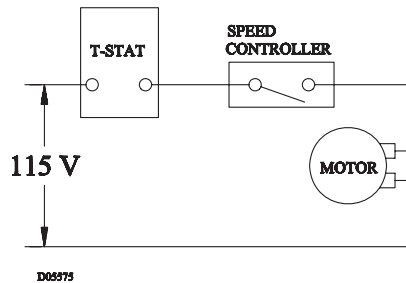 T-STAT
SPEED
CONTROLLER
115 V
MOTOR
D05575